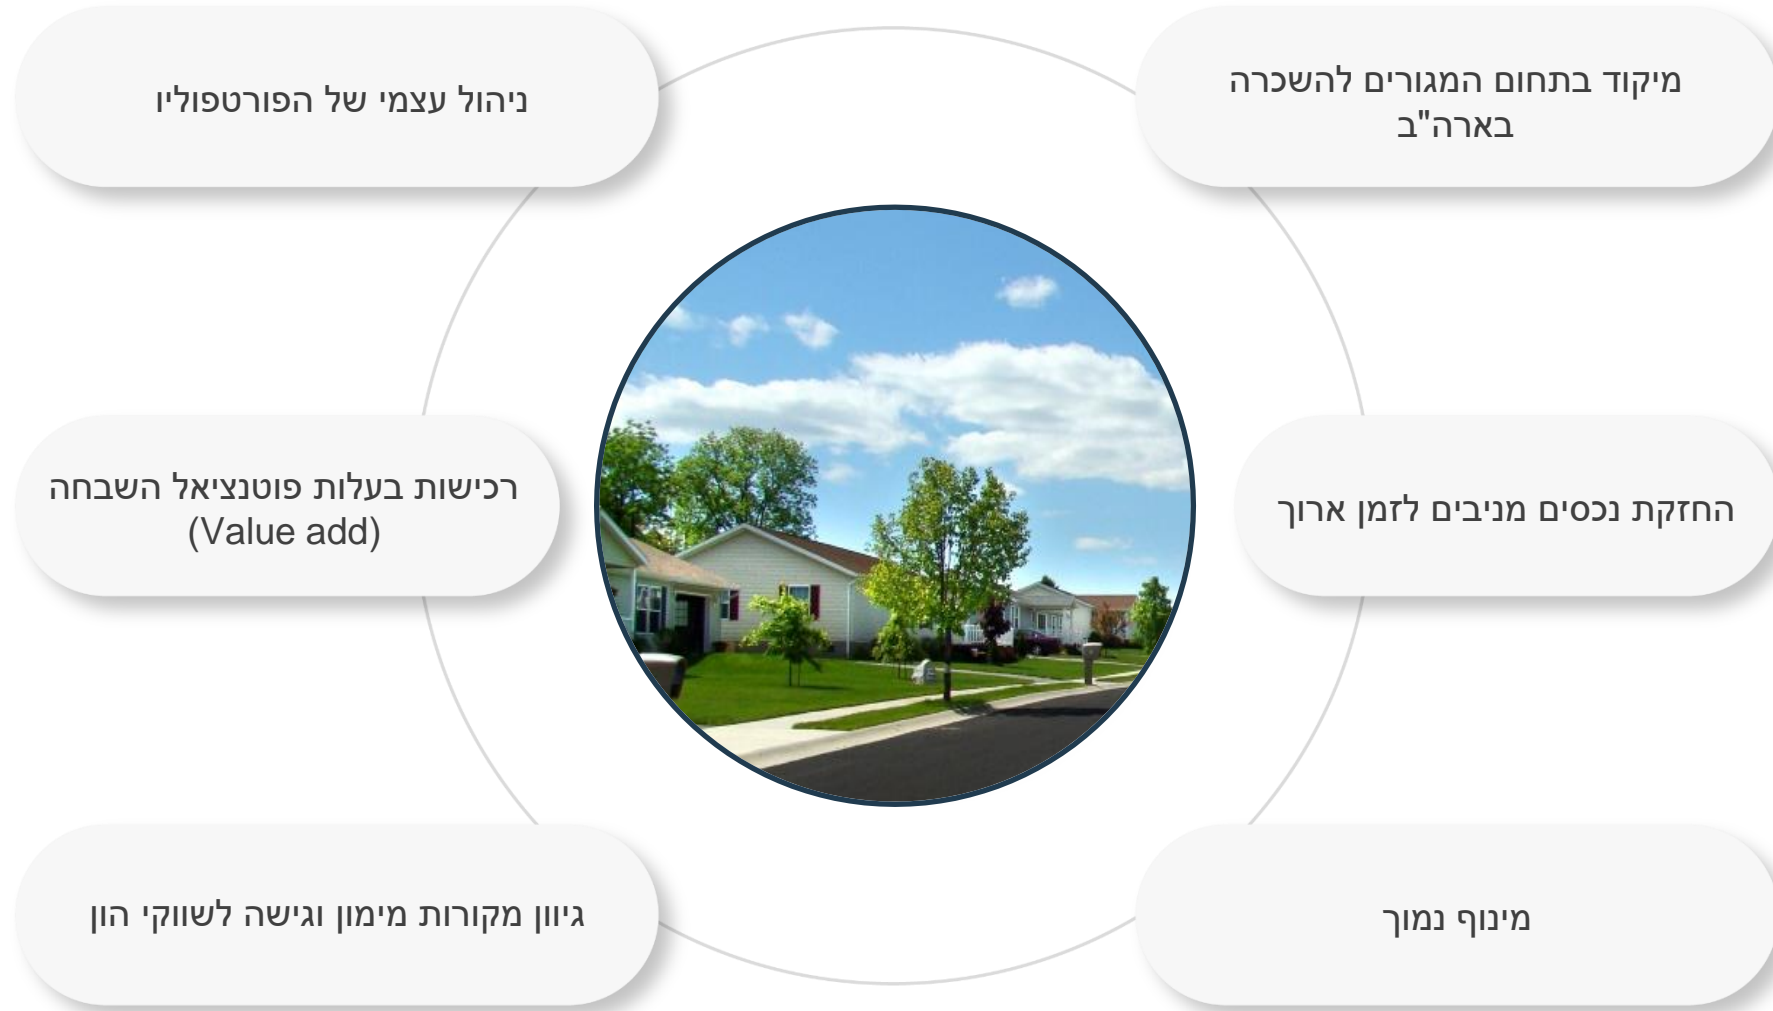 מיקוד בתחום המגורים להשכרה
בארה"ב
ניהול עצמי של הפורטפוליו
החזקת נכסים מניבים לזמן ארוך
רכישות בעלות פוטנציאל השבחה
(Value add)
מינוף נמוך
גיוון מקורות מימון וגישה לשווקי הון